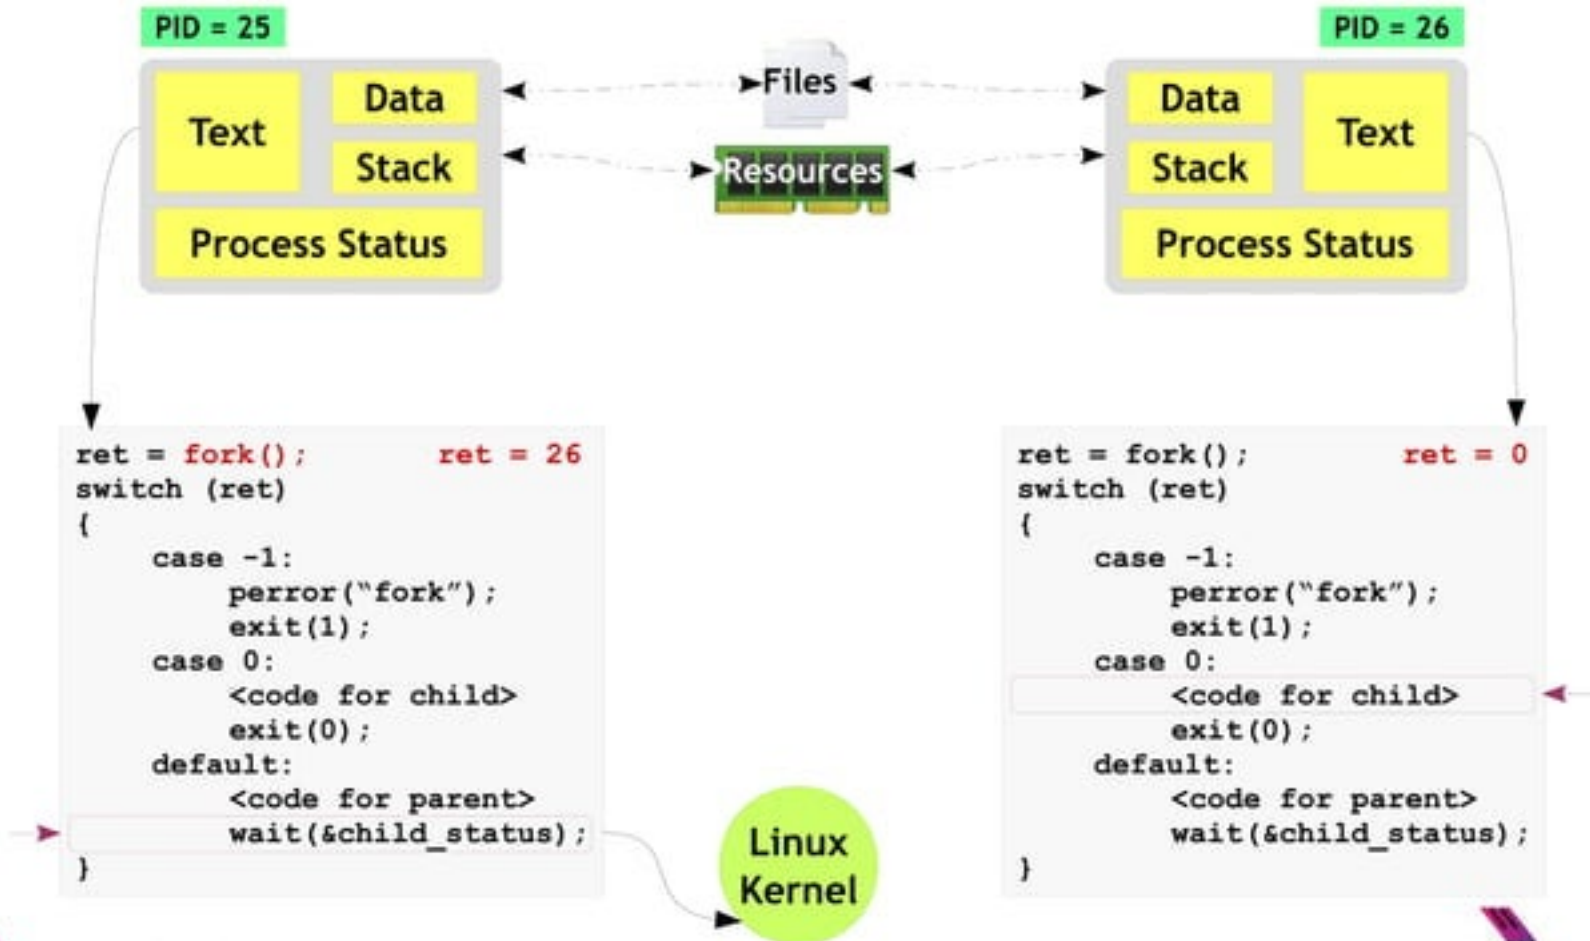 PID = 25
Text
Data
Stack
Process Status
Files
Resources
PID = 26
Data
Stack
Text
Process Status
ret = fork();          ret = 26
switch (ret)
{
     case -1:
          perror(“fork”);
          exit(1);
     case 0:
          <code for child>
          exit(0);
     default:
          <code for parent>
          wait(&child_status);
}
Linux
Kernel
ret = fork();          ret = 0
switch (ret)
{
     case -1:
          perror(“fork”);
          exit(1);
     case 0:
          <code for child>
          exit(0);
     default:
          <code for parent>
          wait(&child_status);
}